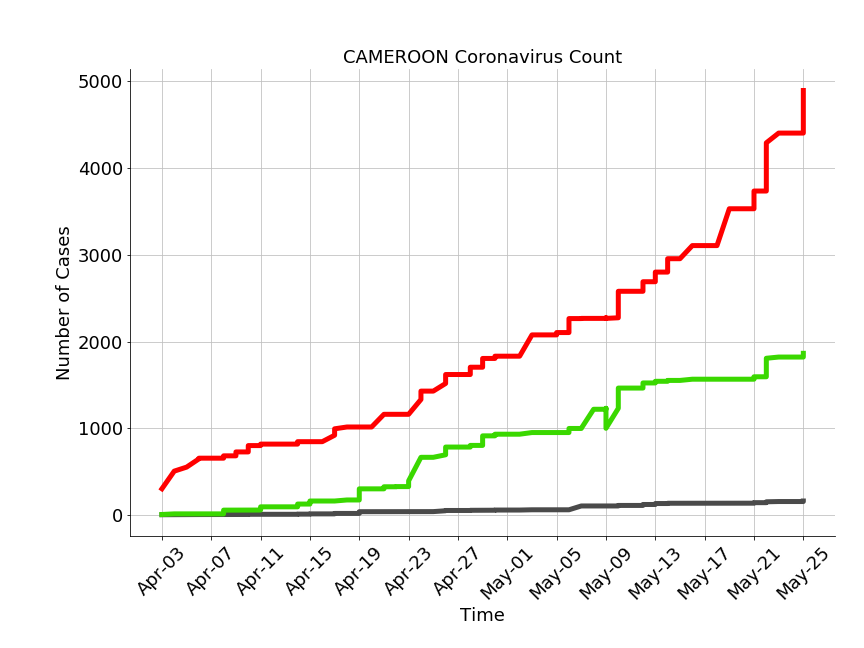 CAMEROON Coronavirus Count
5000
4000
3000
2000
1000
0
Number of Cases
Apr-03
Apr-07
Apr-11
Apr-15
Apr-19
Apr-23
Apr-27
May-01
May-05
May-09
May-13
May-17
May-21
May-25
Time